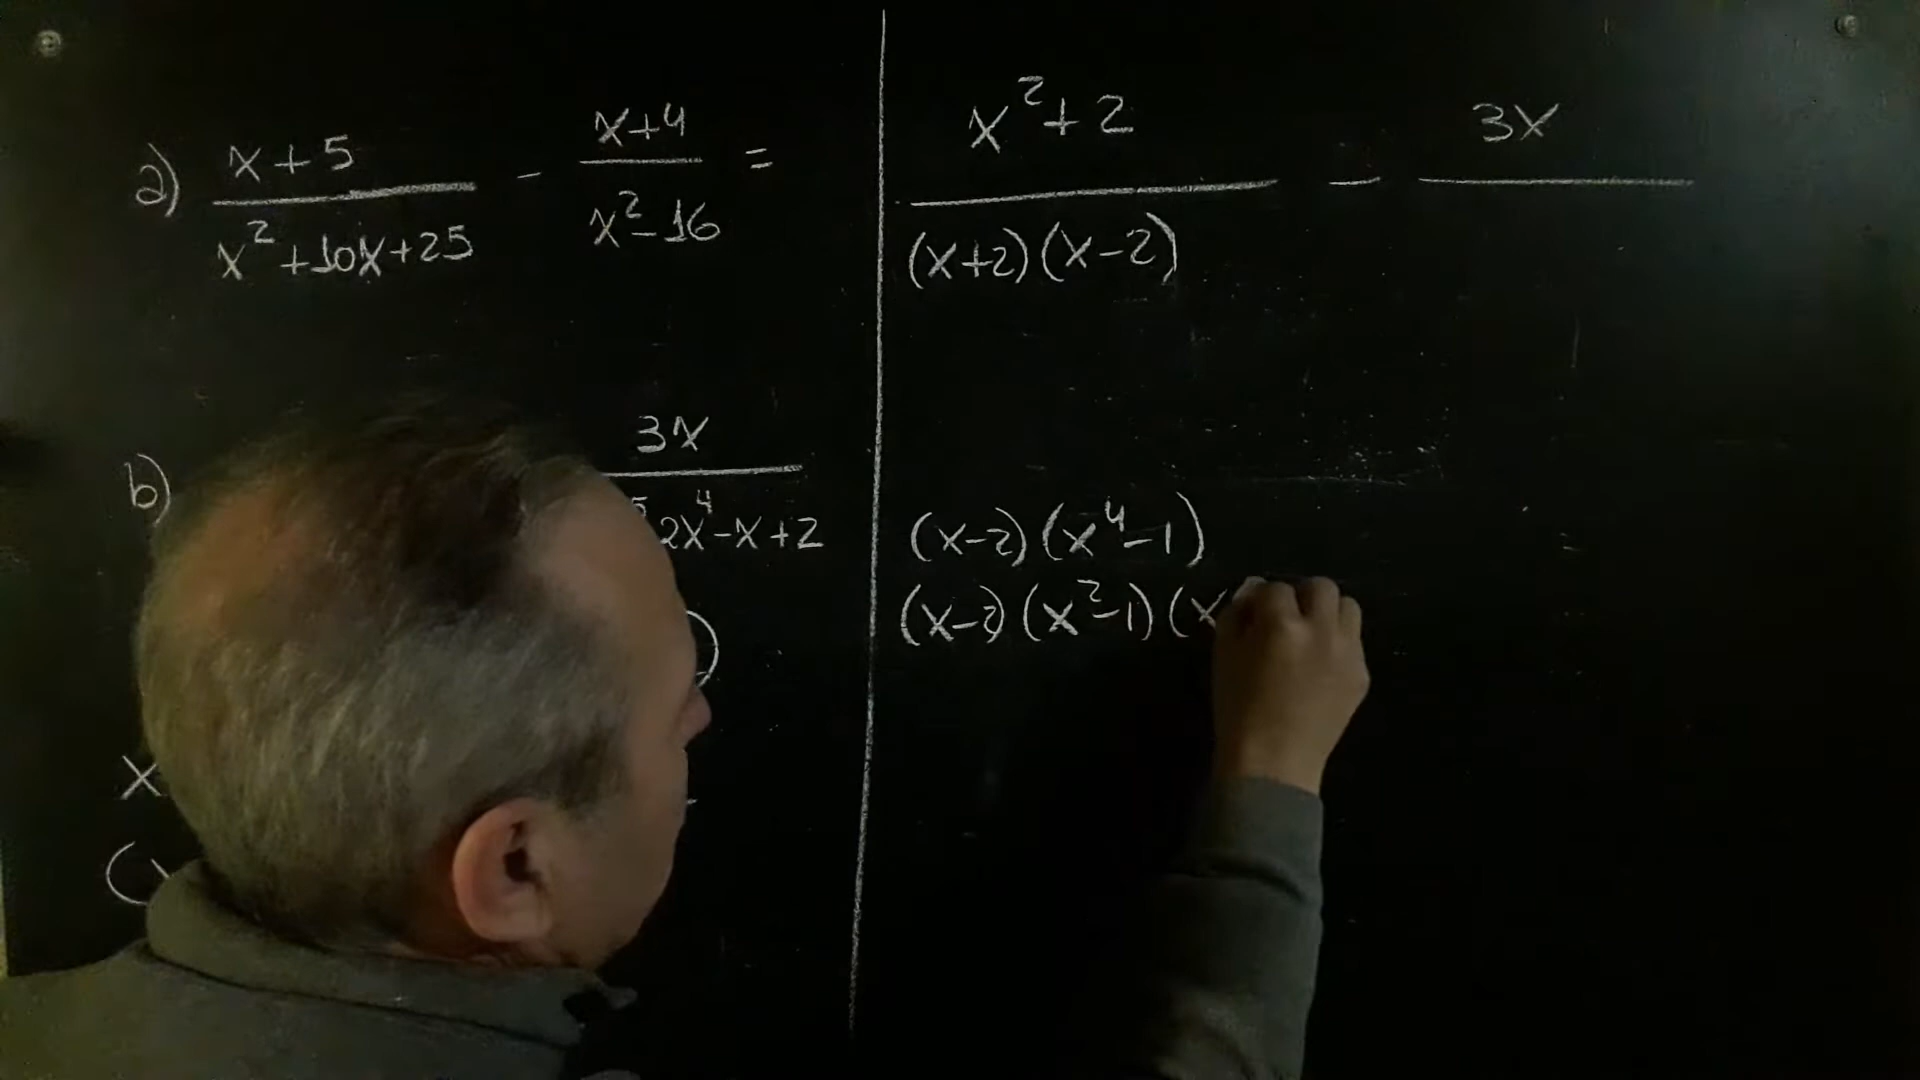 a) x+5 / x²+10x+25 - x+4 / x²-16 =
b) 3x / 2x⁴-x+2
x
(
)
x²+2 / (x+2)(x-2) - 3x /
(x-2)(x⁴-1)
(x-2)(x²-1)(x